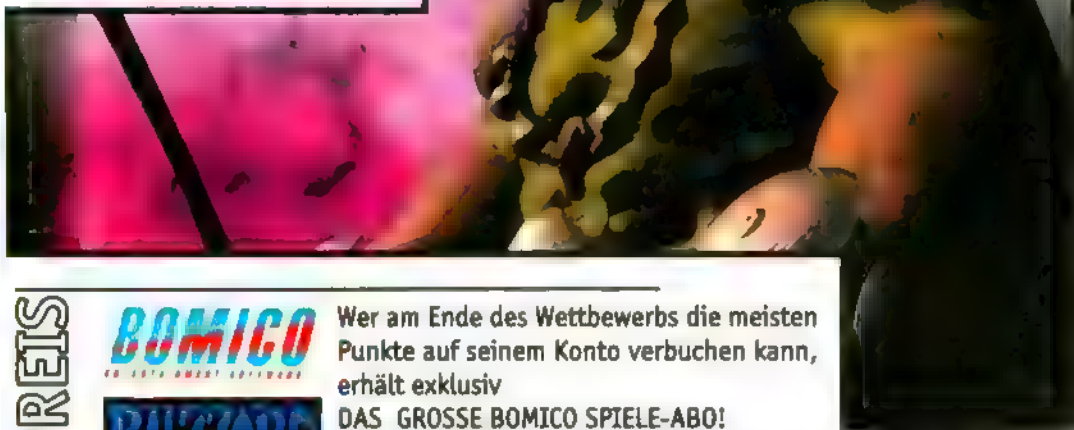 REIS
BOMICO
Wer am Ende des Wettbewerbs die meisten
Punkte auf seinem Konto verbuchen kann,
erhält exklusiv
DAS GROSSE BOMICO SPIELE-ABO!